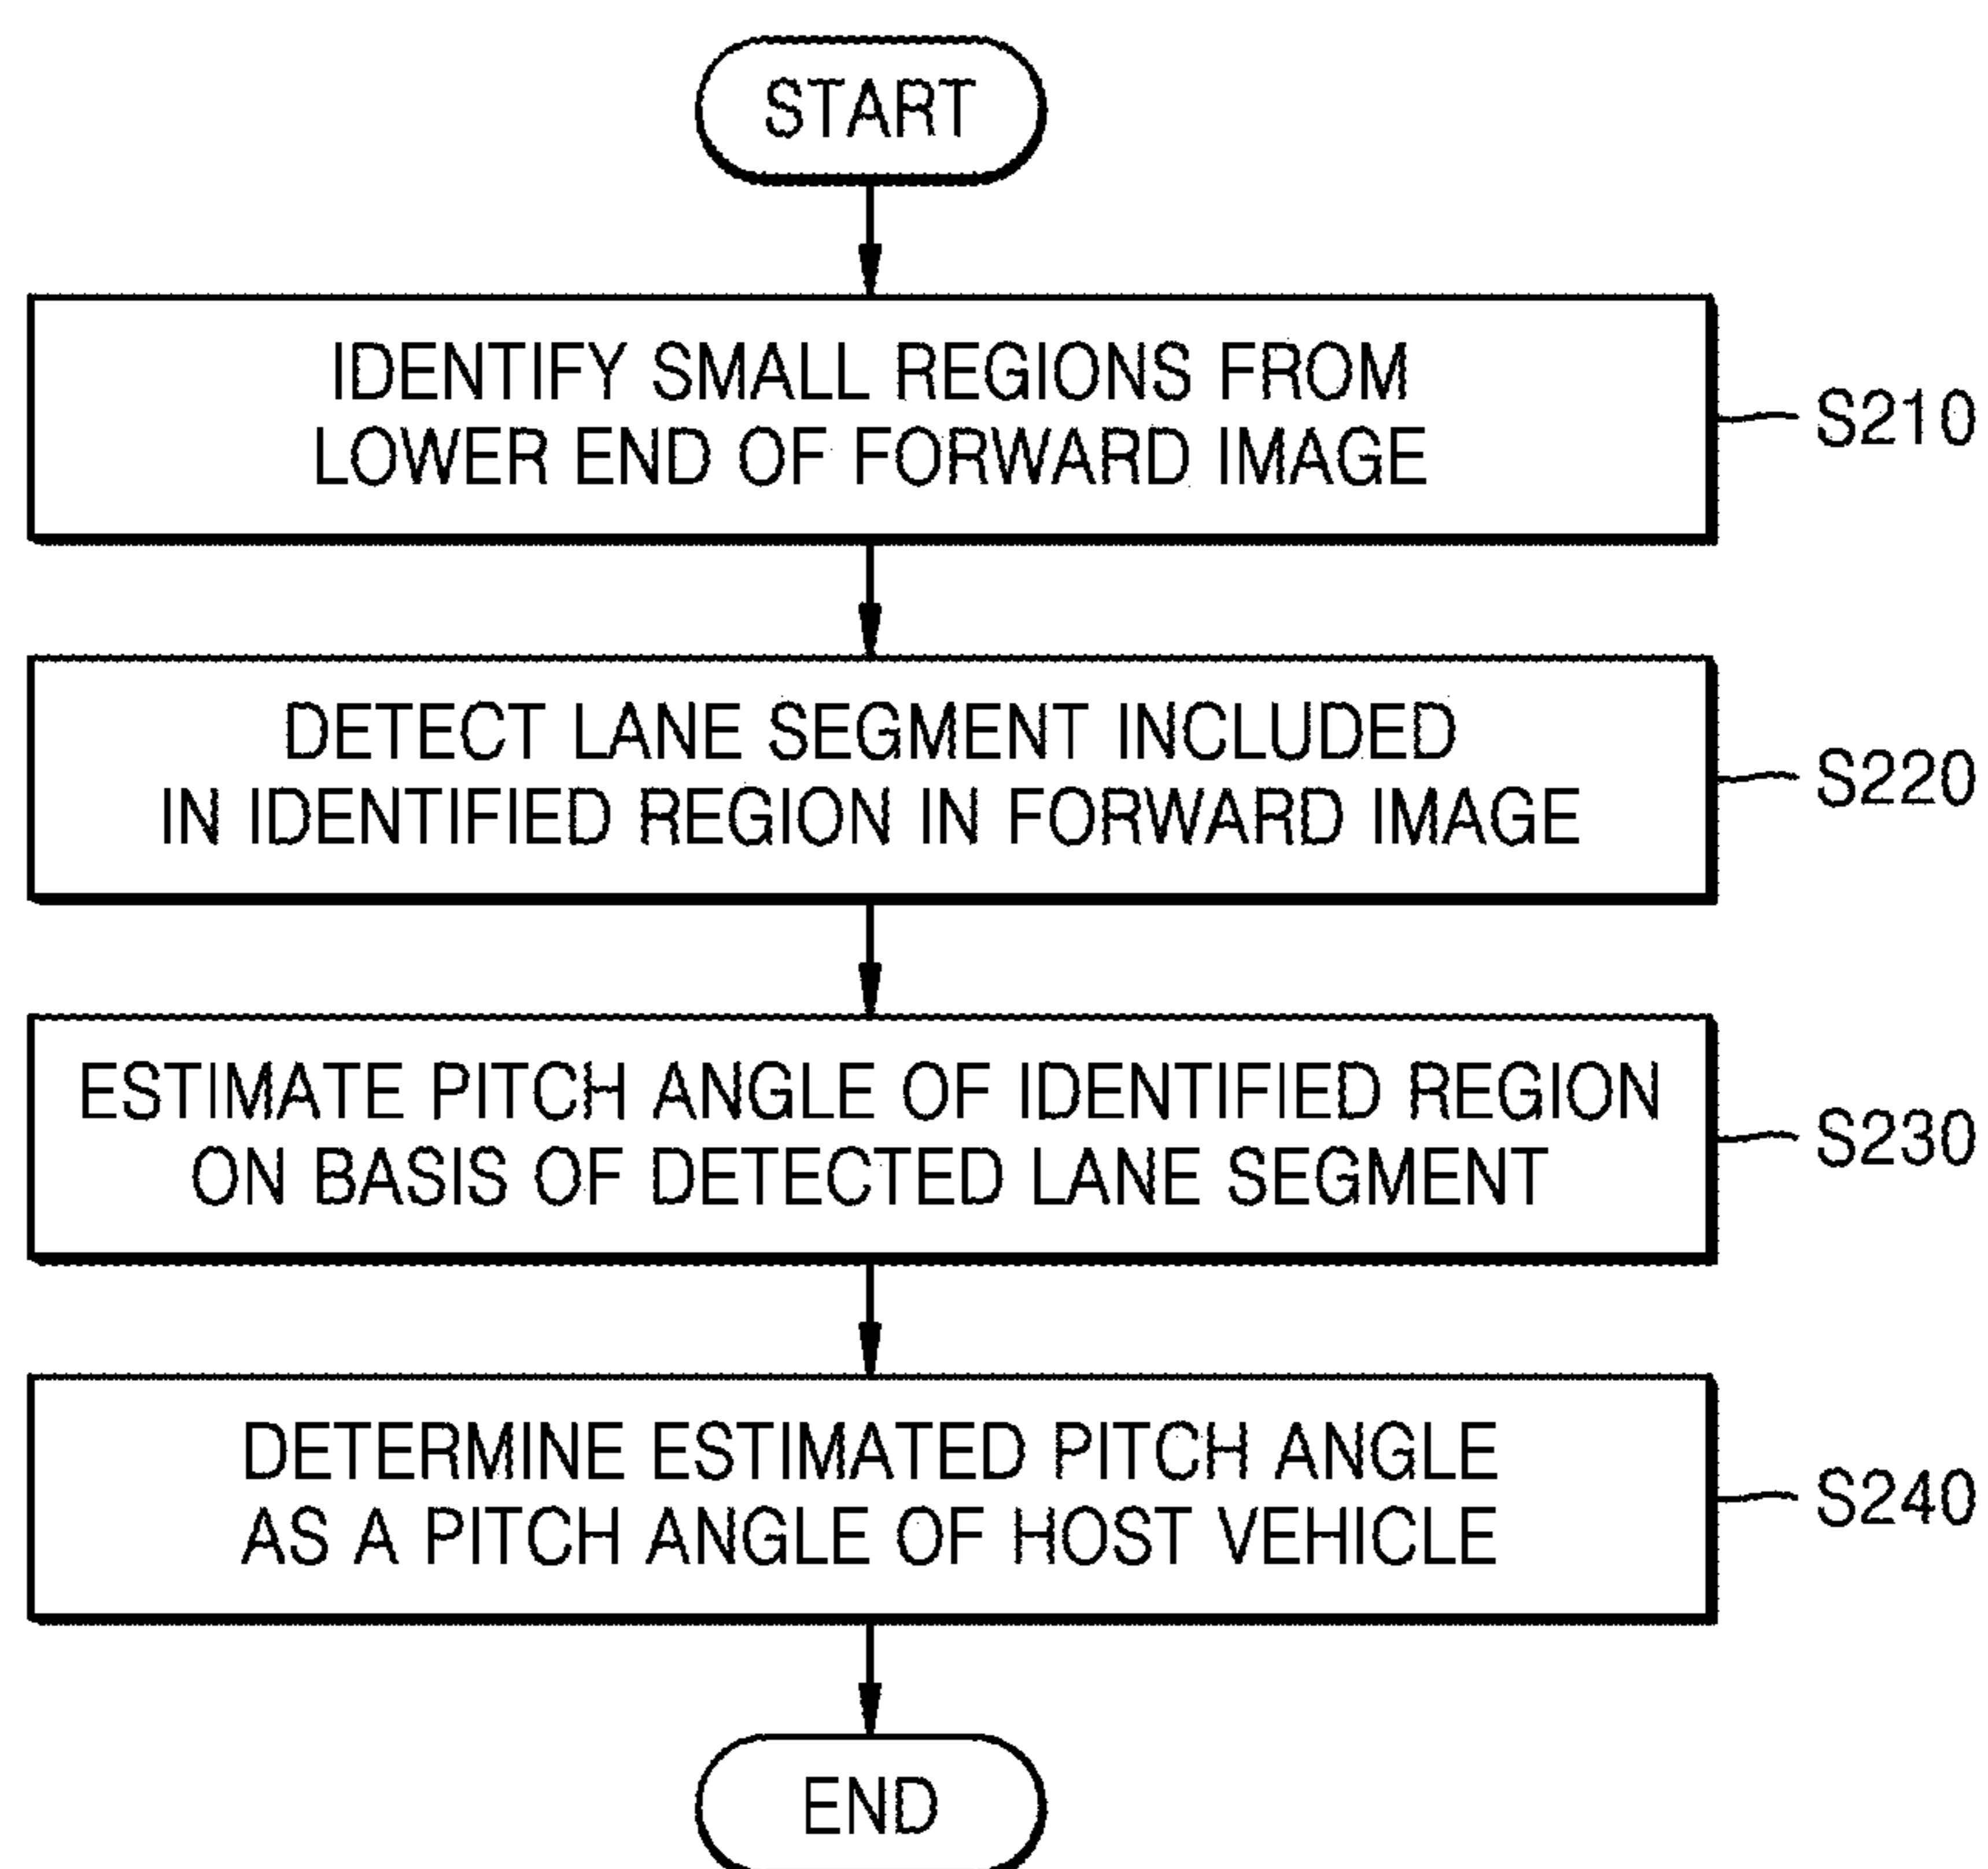 START
IDENTIFY SMALL REGIONS FROM
LOWER END OF FORWARD IMAGE
S210
DETECT LANE SEGMENT INCLUDED
IN IDENTIFIED REGION IN FORWARD IMAGE
S220
ESTIMATE PITCH ANGLE OF IDENTIFIED REGION
ON BASIS OF DETECTED LANE SEGMENT
S230
DETERMINE ESTIMATED PITCH ANGLE
AS A PITCH ANGLE OF HOST VEHICLE
S240
END